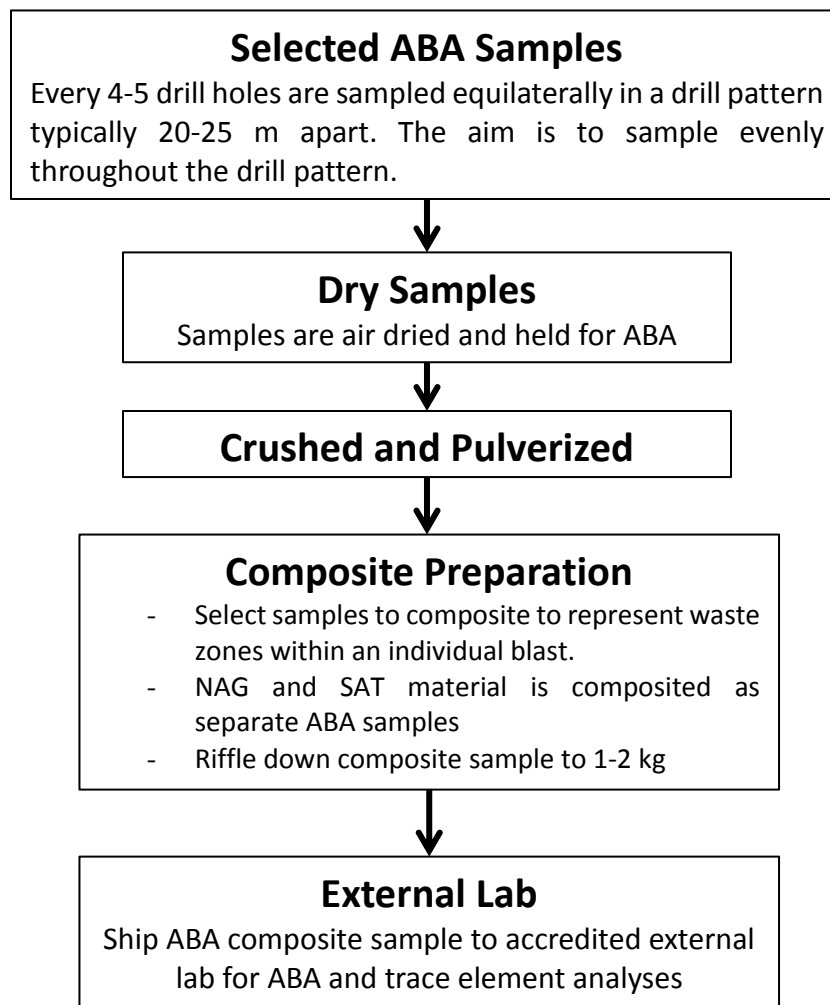 Selected ABA Samples
Every 4-5 drill holes are sampled equilaterally in a drill pattern
typically 20-25 m apart. The aim is to sample evenly
throughout the drill pattern.
Dry Samples
Samples are air dried and held for ABA
Crushed and Pulverized
Composite Preparation
- Select samples to composite to represent waste
zones within an individual blast.
- NAG and SAT material is composited as
separate ABA samples
- Riffle down composite sample to 1-2 kg
External Lab
Ship ABA composite sample to accredited external
lab for ABA and trace element analyses